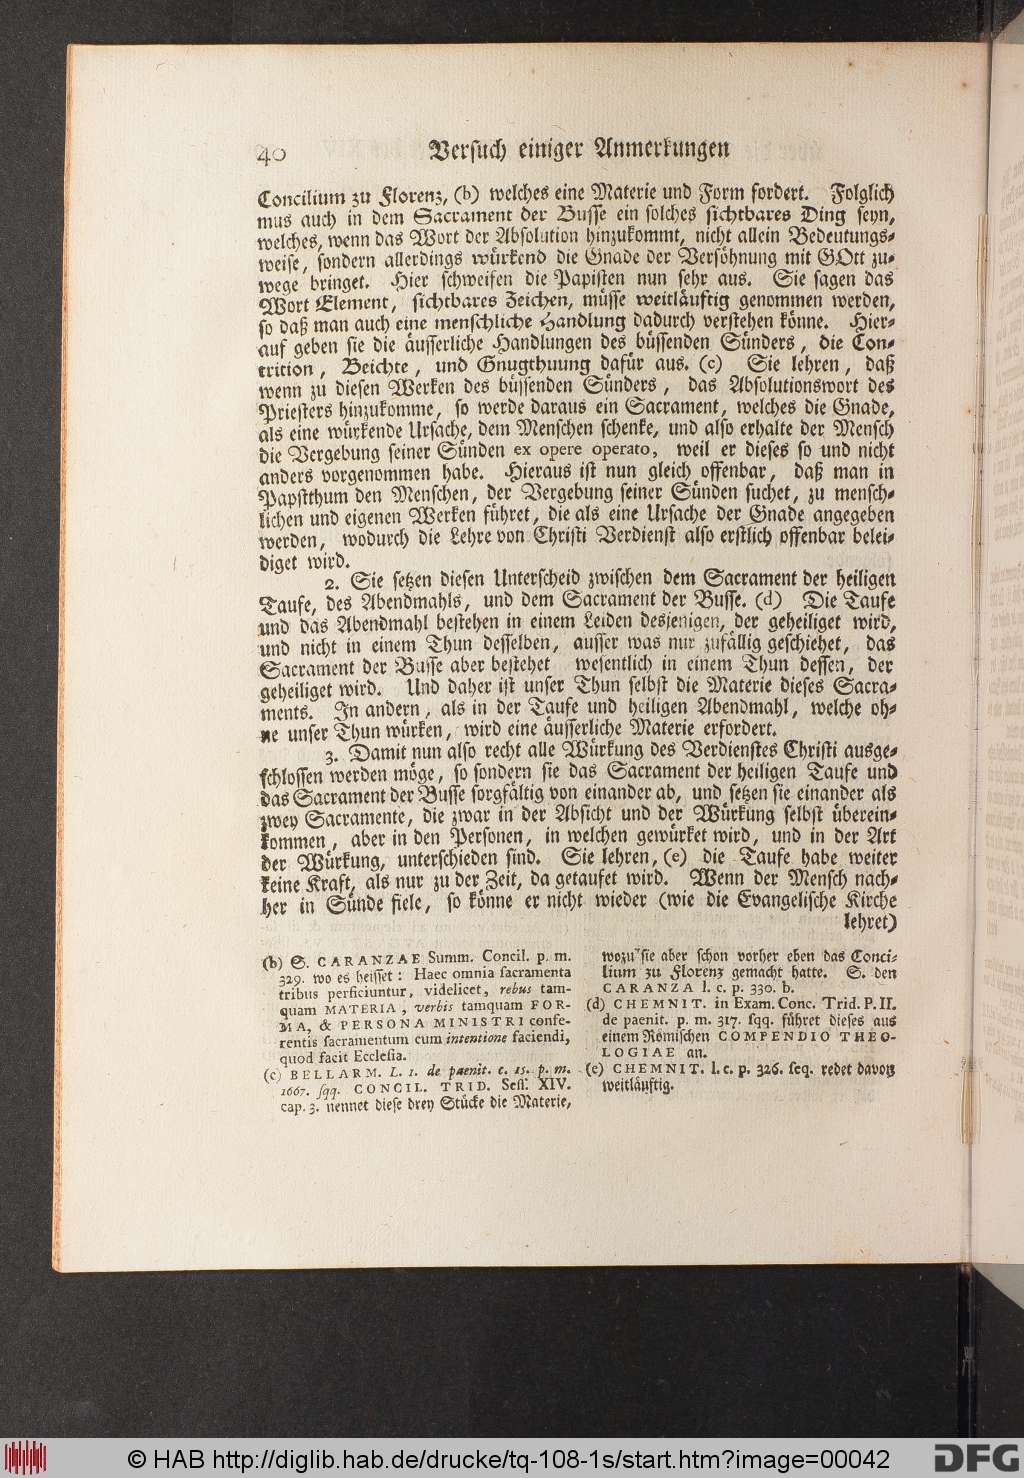 40 Versuch einiger Anmerkungen
Concilium zu Florenz, (b) welches eine Materie und Form fordert. Folglich
mus auch in dem Sacrament der Busse ein solches sichtbares Ding seyn,
welches, wenn das Wort der Absolution hinzukommt, nicht allein Bedeutungs-
weise, sondern allerdings würkend die Gnade der Versöhnung mit GOtt zu-
wege bringet. Hier schweifen die Papisten nun sehr aus. Sie sagen das
Wort Element, sichtbares Zeichen, müsse weitläuftig genommen werden,
so daß man auch eine menschliche Handlung dadurch verstehen könne. Hier-
auf geben sie die äusserliche Handlungen des büssenden Sünders, die Con-
trition, Beichte, und Gnugthuung dafür aus. (c) Sie lehren, daß
wenn zu diesen Werken des büssenden Sünders, das Absolutionswort des
Priesters hinzukomme, so werde daraus ein Sacrament, welches die Gnade,
als eine würkende Ursache, dem Menschen schenke, und also erhalte der Mensch
die Vergebung seiner Sünden ex opere operato, weil er dieses so und nicht
anders vorgenommen habe. Hieraus ist nun gleich offenbar, daß man in
Papstthum den Menschen, der Vergebung seiner Sünden suchet, zu mensch-
lichen und eigenen Werken führet, die als eine Ursache der Gnade angegeben
werden, wodurch die Lehre von Christi Verdienst also erstlich offenbar belei-
diget wird.
2. Sie setzen diesen Unterscheid zwischen dem Sacrament der heiligen
Taufe, des Abendmahls, und dem Sacrament der Busse. (d) Die Taufe
und das Abendmahl bestehen in einem Leiden desjenigen, der geheiliget wird,
und nicht in einem Thun desselben, ausser was nur zufällig geschiehet, das
Sacrament der Busse aber bestehet wesentlich in einem Thun dessen, der
geheiliget wird. Und daher ist unser Thun selbst die Materie dieses Sacra-
ments. In andern, als in der Taufe und heiligen Abendmahl, welche oh-
ne unser Thun würken, wird eine äusserliche Materie erfordert.
3. Damit nun also recht alle Würkung des Verdienstes Christi ausge-
schlossen werden möge, so sondern sie das Sacrament der heiligen Taufe und
das Sacrament der Busse sorgfältig von einander ab, und setzen sie einander als
zwey Sacramente, die zwar in der Absicht und der Würkung selbst überein-
kommen, aber in den Personen, in welchen gewürket wird, und in der Art
der Würkung, unterschieden sind. Sie lehren, (e) die Taufe habe weiter
keine Kraft, als nur zu der Zeit, da getaufet wird. Wenn der Mensch nach-
her in Sünde fiele, so könne er nicht wieder (wie die Evangelische Kirche
lehret)
(b) S. CARANZAE Summ. Concil. p. m.
329. wo es heisset: Haec omnia sacramenta
tribus perficiuntur, videlicet, rebus tam-
quam MATERIA, verbis tamquam FOR-
MA, & PERSONA MINISTRI confe-
rentis sacramentum cum intentione faciendi,
quod facit Ecclesia.
(c) BELLARM. L. 1. de paenit. c. 15. p. m.
1667. sqq. CONCIL. TRID. Sess. XIV.
cap. 3. nennet diese drey Stücke die Materie,
wozu sie aber schon vorher eben das Conci-
lium zu Florenz gemacht hatte. S. den
CARANZA l. c. p. 330. b.
(d) CHEMNIT. in Exam. Conc. Trid. P. II.
de paenit. p. m. 317. sqq. führet dieses aus
einem Römischen COMPENDIO THEO-
LOGIAE an.
(e) CHEMNIT. l. c. p. 326. seq. redet davon
weitläuftig.
© HAB http://diglib.hab.de/drucke/tq-108-1s/start.htm?image=00042
DFG